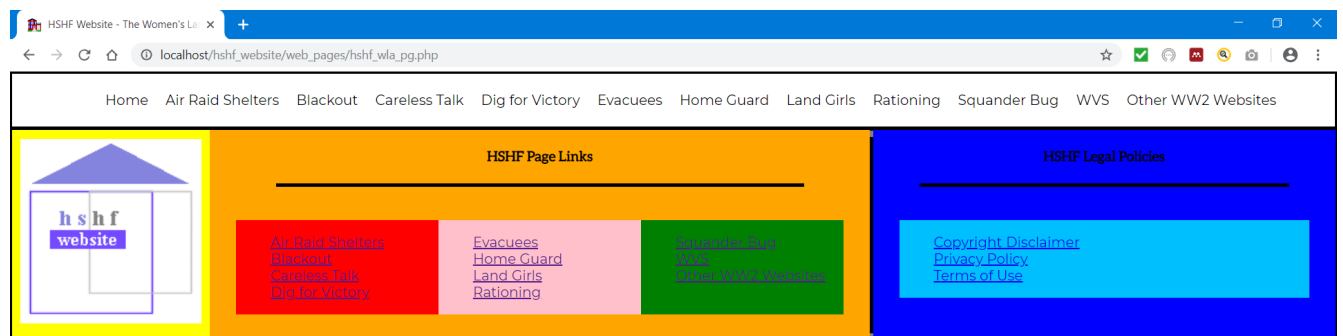 HSHF Website - The Women's La
localhost/hshf_website/web_pages/hshf_wla_pg.php
Home Air Raid Shelters Blackout Careless Talk Dig for Victory Evacuees Home Guard Land Girls Rationing Squander Bug WVS Other WW2 Websites
hshf
website
HSHF Page Links
Air Raid Shelters
Blackout
Careless Talk
Dig for Victory
Evacuees
Home Guard
Land Girls
Rationing
Squander Bug
WVS
Other WW2 Websites
HSHF Legal Policies
Copyright Disclaimer
Privacy Policy
Terms of Use